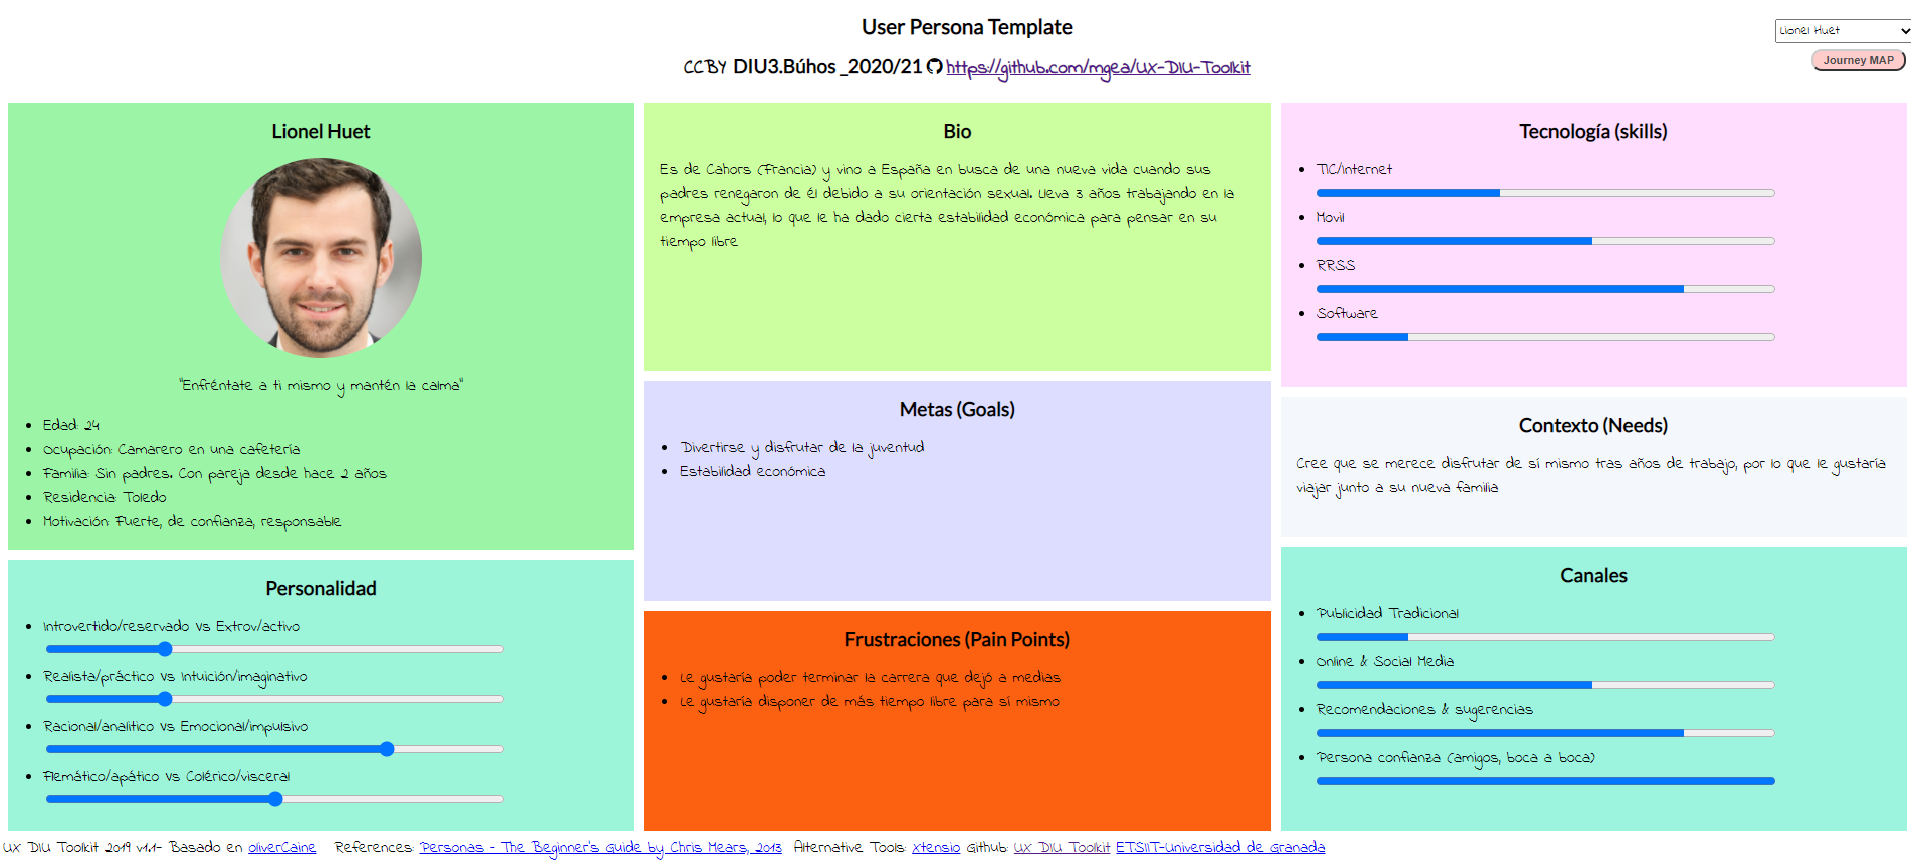 User Persona Template
CCBY DIU3.Búhos _2020/21 https://github.com/mgea/UX-DIU-Toolkit
Lionel Huet
Journey MAP
Lionel Huet
"Enfréntate a ti mismo y mantén la calma"
Edad: 24
Ocupación: Camarero en una cafetería
Familia: Sin padres. Con pareja desde hace 2 años
Residencia: Toledo
Motivación: Fuerte, de confianza, responsable
Personalidad
Introvertido/reservado Vs Extrov/activo
Realista/práctico Vs Intuición/imaginativo
Racional/analítico Vs Emocional/impulsivo
Flemático/apático Vs Colérico/visceral
Bio
Es de Cahors (Francia) y vino a España en busca de una nueva vida cuando sus
padres renegaron de él debido a su orientación sexual. Lleva 3 años trabajando en la
empresa actual, lo que le ha dado cierta estabilidad económica para pensar en su
tiempo libre
Metas (Goals)
Divertirse y disfrutar de la juventud
Estabilidad económica
Frustraciones (Pain Points)
Le gustaría poder terminar la carrera que dejó a medias
Le gustaría disponer de más tiempo libre para sí mismo
Tecnología (skills)
TIC/Internet
Movil
RRSS
Software
Contexto (Needs)
Cree que se merece disfrutar de sí mismo tras años de trabajo, por lo que le gustaría
viajar junto a su nueva familia
Canales
Publicidad Tradicional
Online & Social Media
Recomendaciones & sugerencias
Persona confianza (amigos, boca a boca)
UX DIU Toolkit 2019 v1.1- Basado en oliverCaine References: Personas - The Beginner's Guide by Chris Mears, 2013 Alternative Tools: Xtensio Github: UX DIU Toolkit ETSIIT-Universidad de Granada